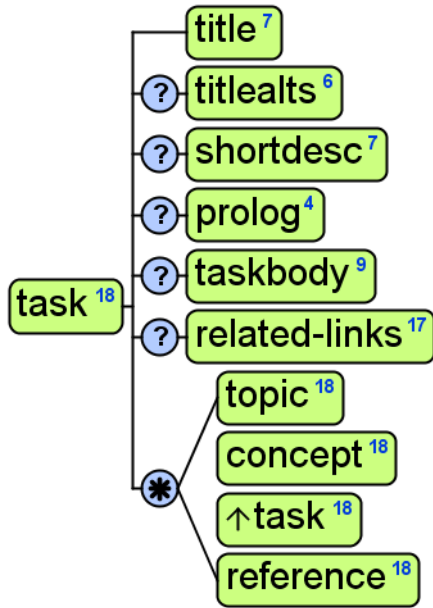 title 7
? titlealts 6
? shortdesc 7
? prolog 4
? taskbody 9
task 18
? related-links 17
topic 18
concept 18
✱
↑task 18
reference 18